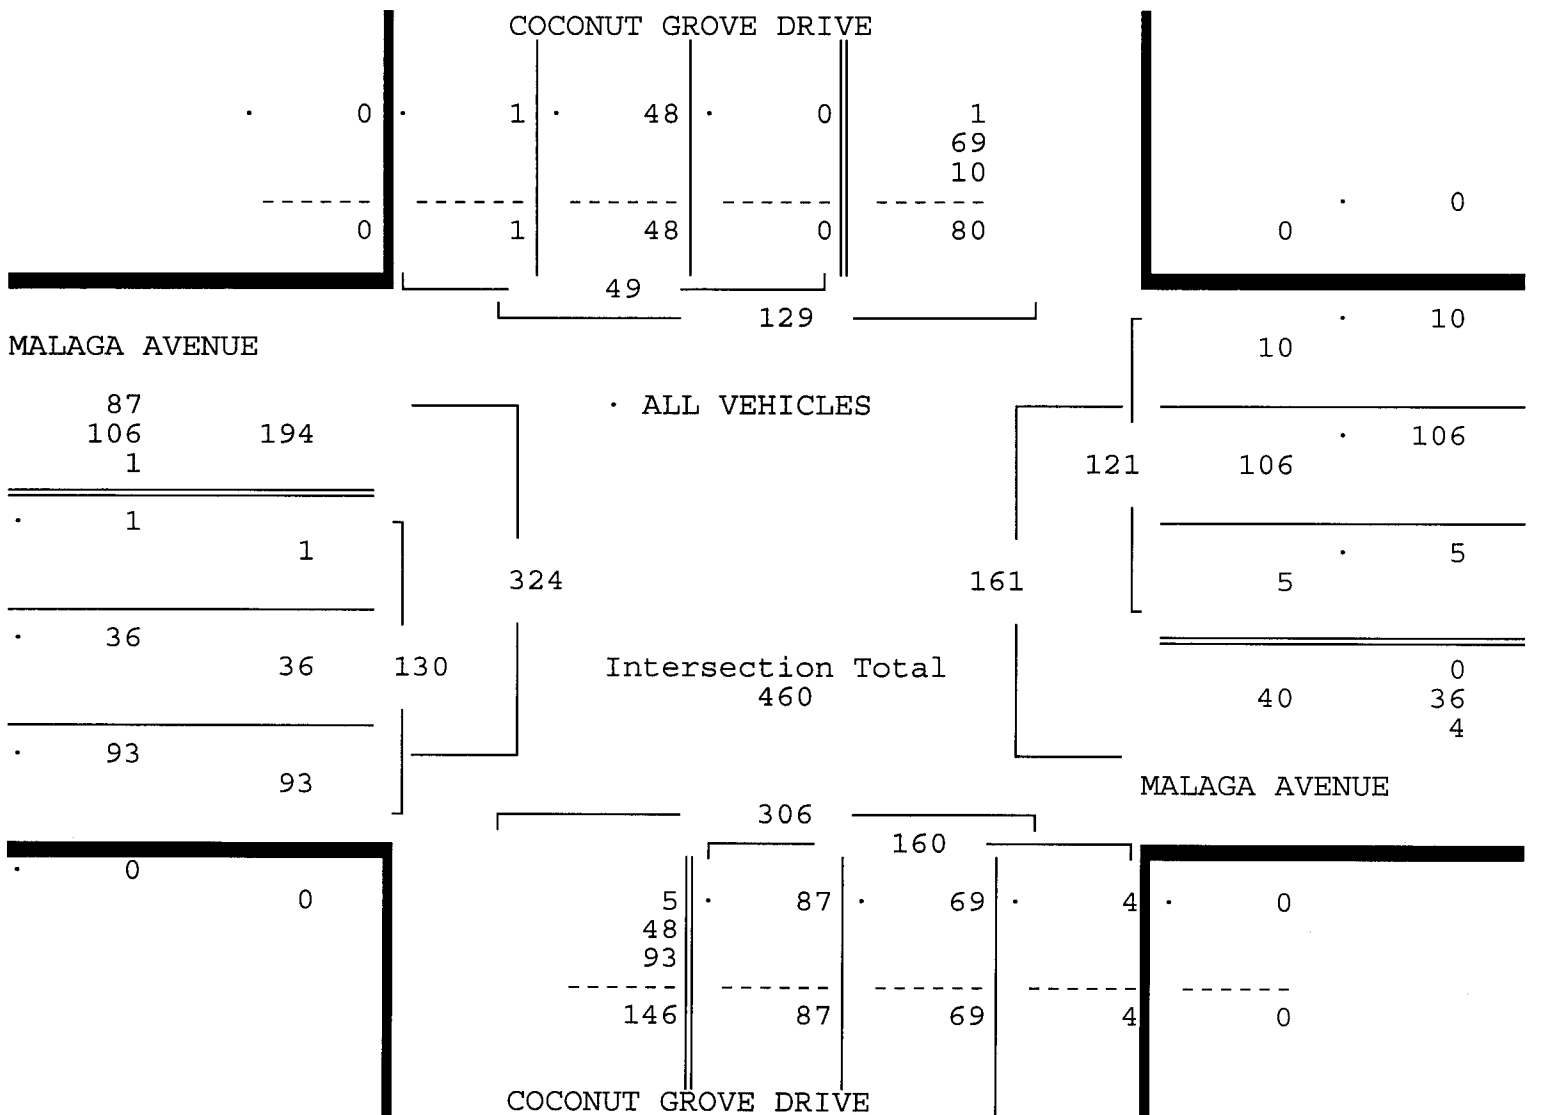 COCONUT GROVE DRIVE
· 0 · 1 · 48 · 0 1
69
10
· 0
------ ------ ------ ------ ------
0 1 48 0 80 0
49
129 · 10
MALAGA AVENUE 10
87 · ALL VEHICLES
106 194 · 106
1 121 106
· 1
1 · 5
324 161 5
· 36
36 130 Intersection Total 0
460 40 36
4
· 93
93 MALAGA AVENUE
306
160
· 0
0 5 · 87 · 69 · 4 · 0
48
93
------ ------ ------ ------ ------
146 87 69 4 0
COCONUT GROVE DRIVE